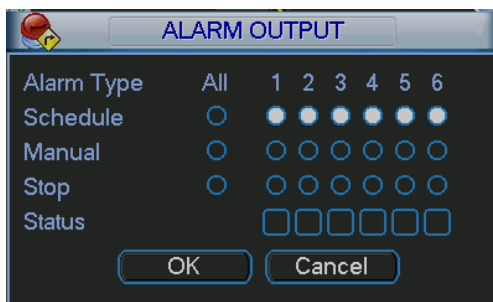 ALARM OUTPUT
Alarm Type All 1 2 3 4 5 6
Schedule
Manual
Stop
Status
OK Cancel